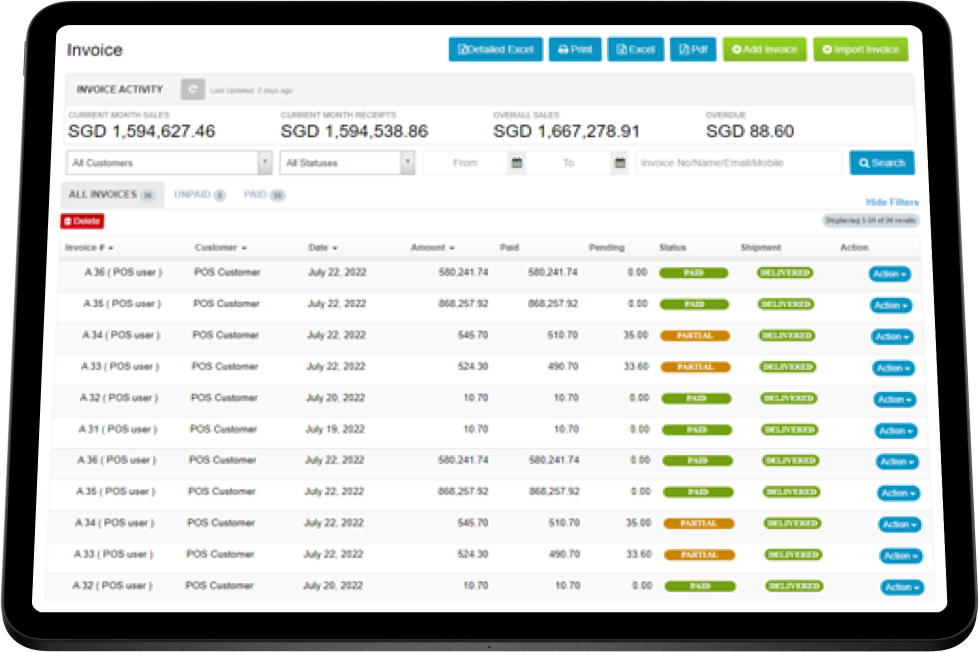 Invoice Detailed Excel Print Excel Pdf Add Invoice Import Invoice
INVOICE ACTIVITY Last Updated: 2 days ago
CURRENT MONTH SALES CURRENT MONTH RECEIPTS OVERALL SALES OVERDUE
SGD 1,594,627.46 SGD 1,594,538.86 SGD 1,667,278.91 SGD 88.60
All Customers All Statuses From To Invoice No/Name/Email/Mobile Search
ALL INVOICES UNPAID PAID
Hide Filters
Delete Displaying 1-10 of 36 results
Invoice # Customer Date Amount Paid Pending Status Shipment Action
A 36 ( POS user ) POS Customer July 22, 2022 580,241.74 580,241.74 0.00 PAID DELIVERED Action
A 35 ( POS user ) POS Customer July 22, 2022 868,257.92 868,257.92 0.00 PAID DELIVERED Action
A 34 ( POS user ) POS Customer July 22, 2022 545.70 510.70 35.00 PARTIAL DELIVERED Action
A 33 ( POS user ) POS Customer July 22, 2022 524.30 490.70 33.60 PARTIAL DELIVERED Action
A 32 ( POS user ) POS Customer July 20, 2022 10.70 10.70 0.00 PAID DELIVERED Action
A 31 ( POS user ) POS Customer July 19, 2022 10.70 10.70 0.00 PAID DELIVERED Action
A 36 ( POS user ) POS Customer July 22, 2022 580,241.74 580,241.74 0.00 PAID DELIVERED Action
A 35 ( POS user ) POS Customer July 22, 2022 868,257.92 868,257.92 0.00 PAID DELIVERED Action
A 34 ( POS user ) POS Customer July 22, 2022 545.70 510.70 35.00 PARTIAL DELIVERED Action
A 33 ( POS user ) POS Customer July 22, 2022 524.30 490.70 33.60 PARTIAL DELIVERED Action
A 32 ( POS user ) POS Customer July 20, 2022 10.70 10.70 0.00 PAID DELIVERED Action